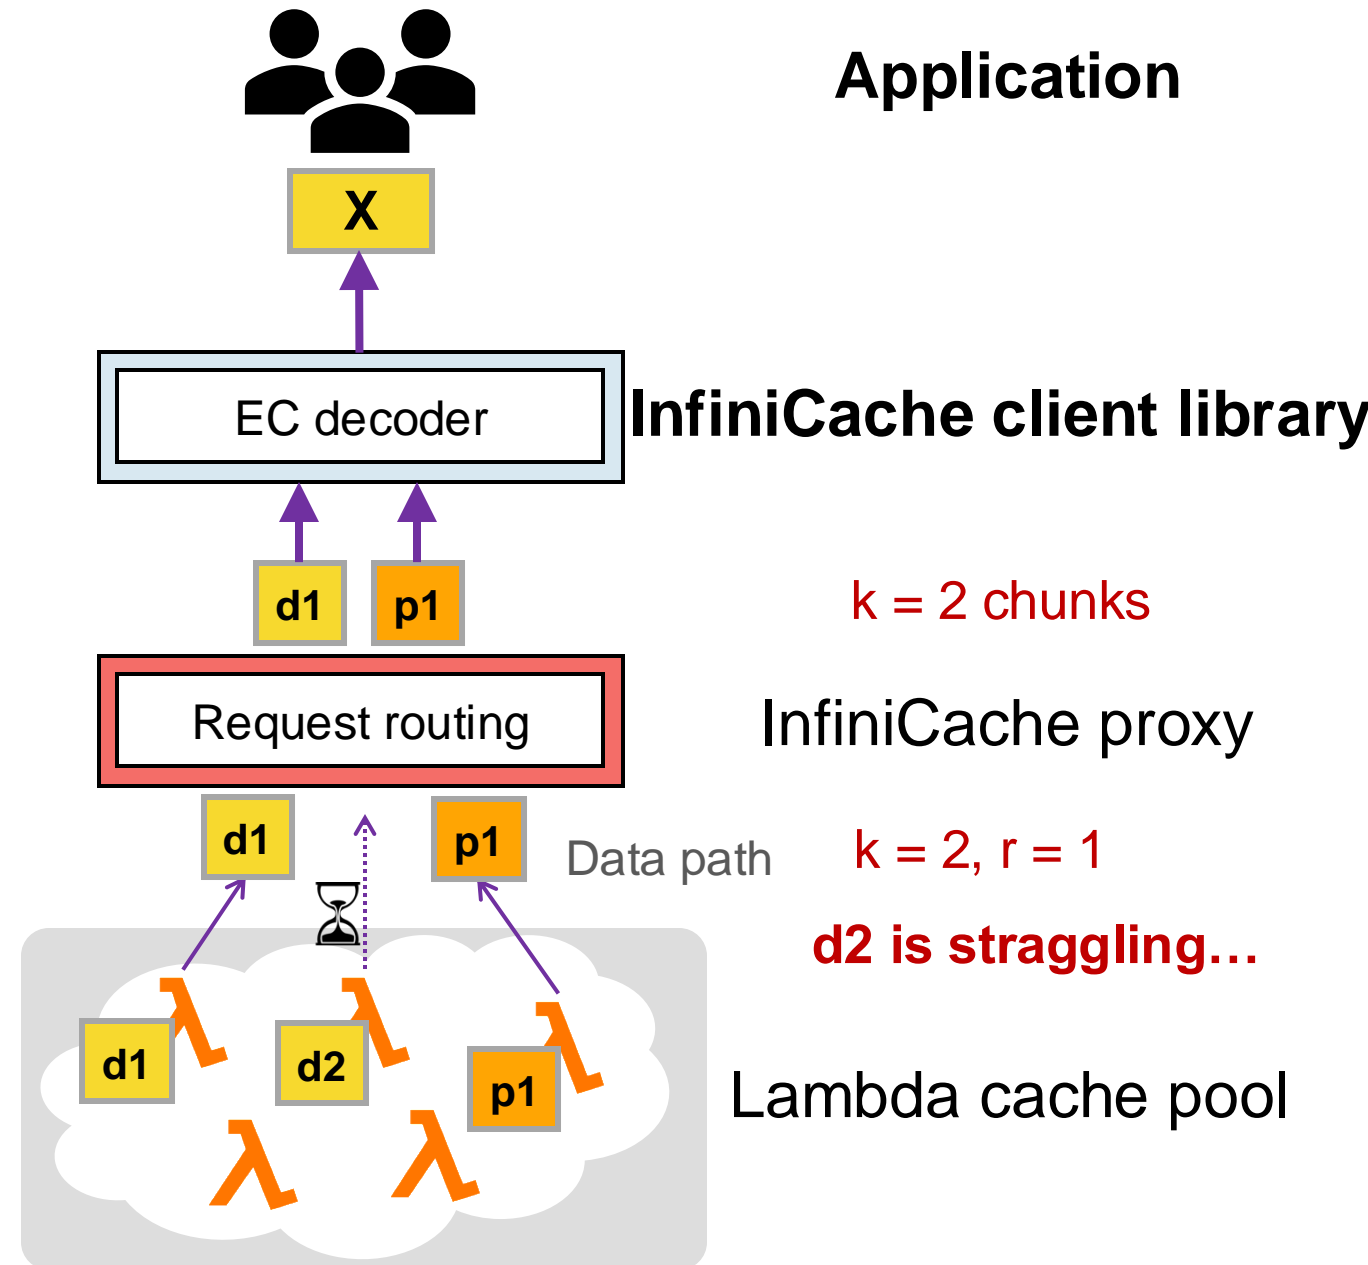 Application
X
EC decoder
InfiniCache client library
d1 p1
k = 2 chunks
Request routing
InfiniCache proxy
d1
p1
Data path
k = 2, r = 1
d2 is straggling…
λ λ λ
d1
d2
p1
Lambda cache pool
λ λ